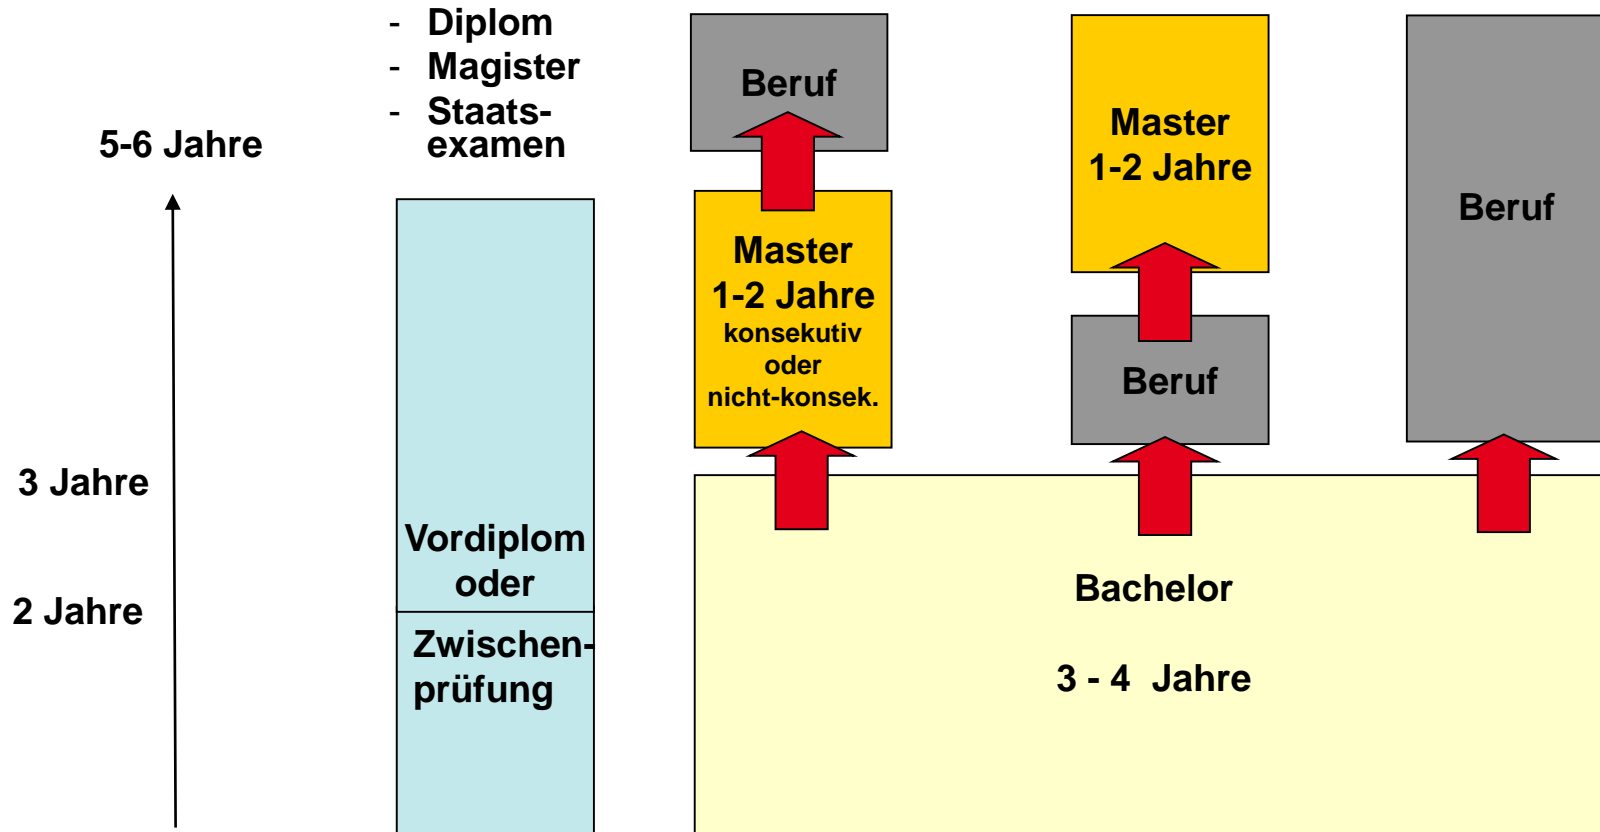 - Diplom
- Magister
- Staats-
examen
5-6 Jahre
3 Jahre
2 Jahre
Vordiplom
oder
Zwischen-
prüfung
Beruf
Master
1-2 Jahre
konsekutiv
oder
nicht-konsek.
Master
1-2 Jahre
Beruf
Beruf
Bachelor
3 - 4 Jahre